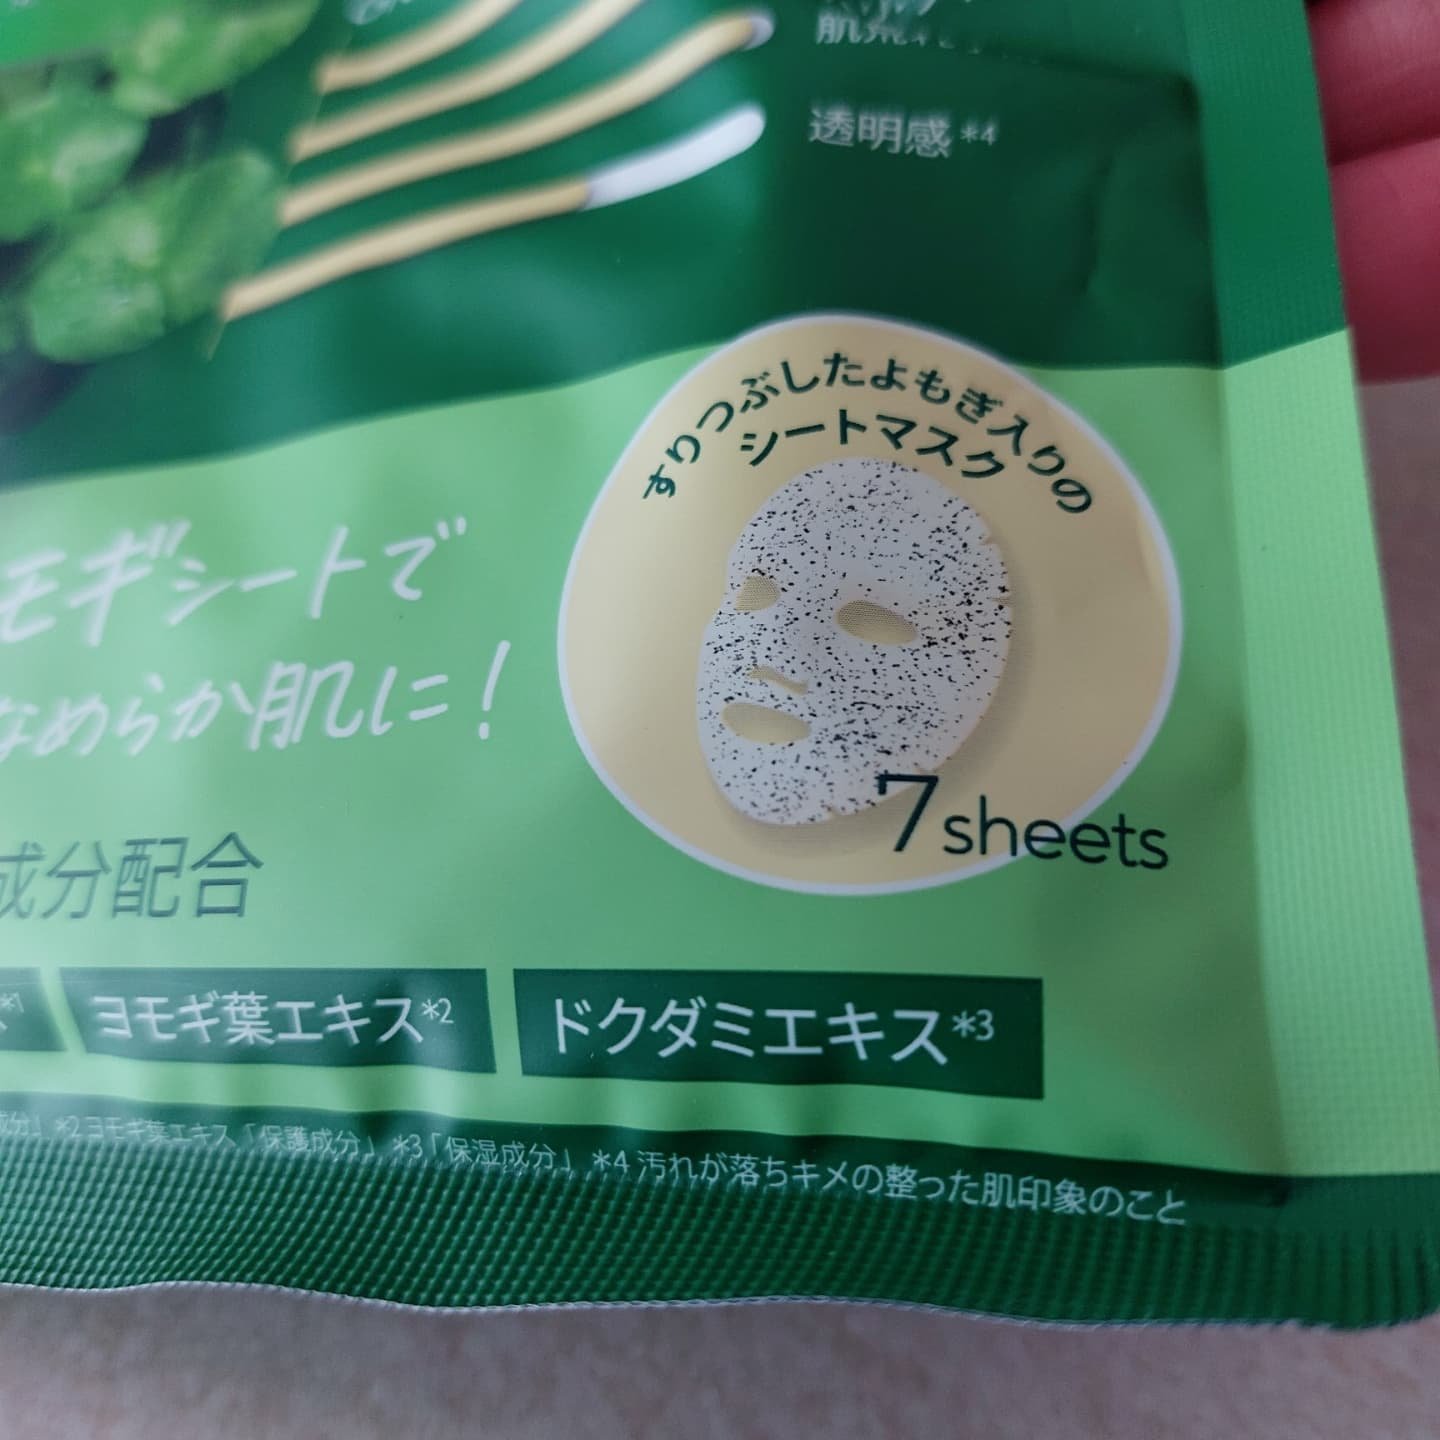 透明感*4
すりつぶしたよもぎ入りの
シートマスク
モギシートで
なめらか肌に!
7sheets
成分配合
*1
ヨモギ葉エキス*2
ドクダミエキス*3
成分」 *2ヨモギ葉エキス「保護成分」 *3「保湿成分」 *4 汚れが落ちキメの整った肌印象のこと